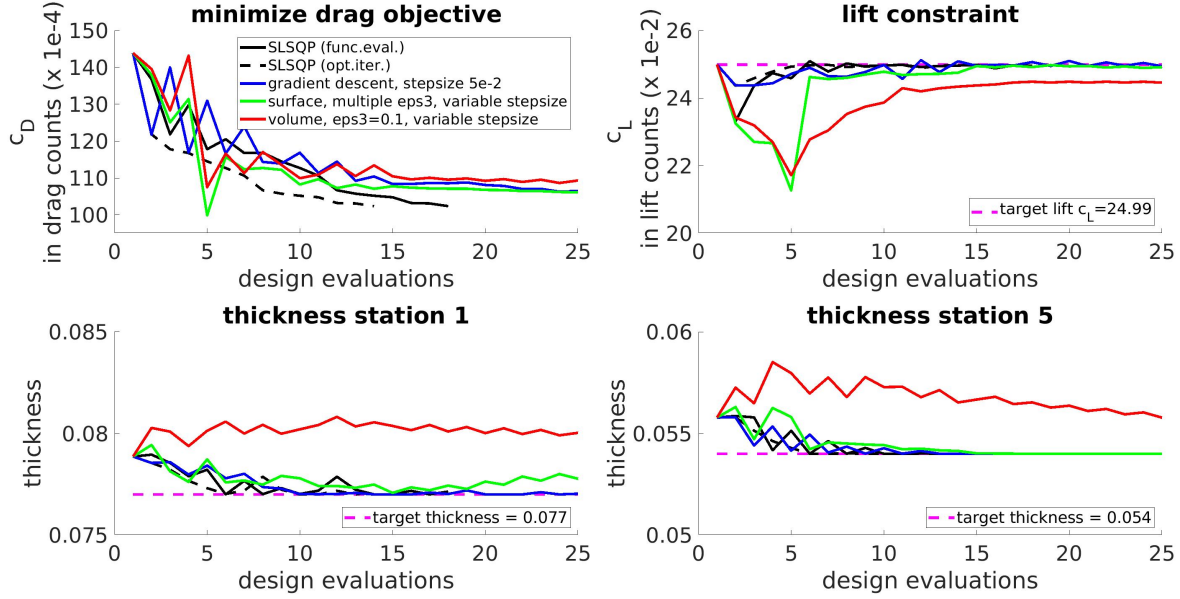 minimize drag objective
c_D
in drag counts (x 1e-4)
150
140
130
120
110
100
SLSQP (func.eval.)
SLSQP (opt.iter.)
gradient descent, stepsize 5e-2
surface, multiple eps3, variable stepsize
volume, eps3=0.1, variable stepsize
0 5 10 15 20 25
design evaluations
lift constraint
c_L
in lift counts (x 1e-2)
26
24
22
20
target lift c_L=24.99
0 5 10 15 20 25
design evaluations
thickness station 1
thickness
0.085
0.08
0.075
target thickness = 0.077
0 5 10 15 20 25
design evaluations
thickness station 5
thickness
0.06
0.055
0.05
target thickness = 0.054
0 5 10 15 20 25
design evaluations